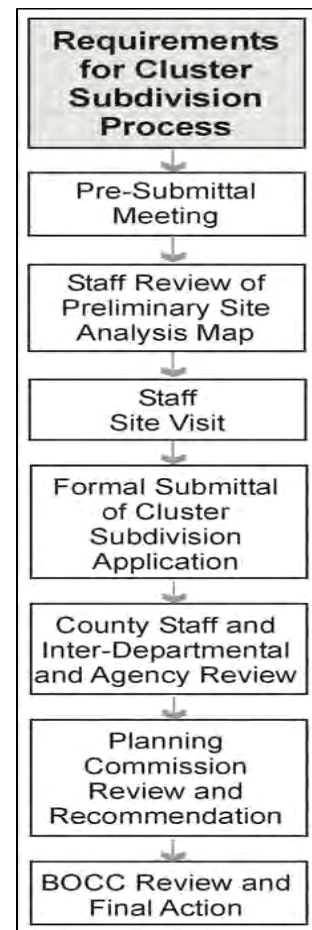 Requirements
for Cluster
Subdivision
Process
Pre-Submittal
Meeting
Staff Review of
Preliminary Site
Analysis Map
Staff
Site Visit
Formal Submittal
of Cluster
Subdivision
Application
County Staff and
Inter-Departmental
and Agency Review
Planning
Commission
Review and
Recommendation
BOCC Review and
Final Action